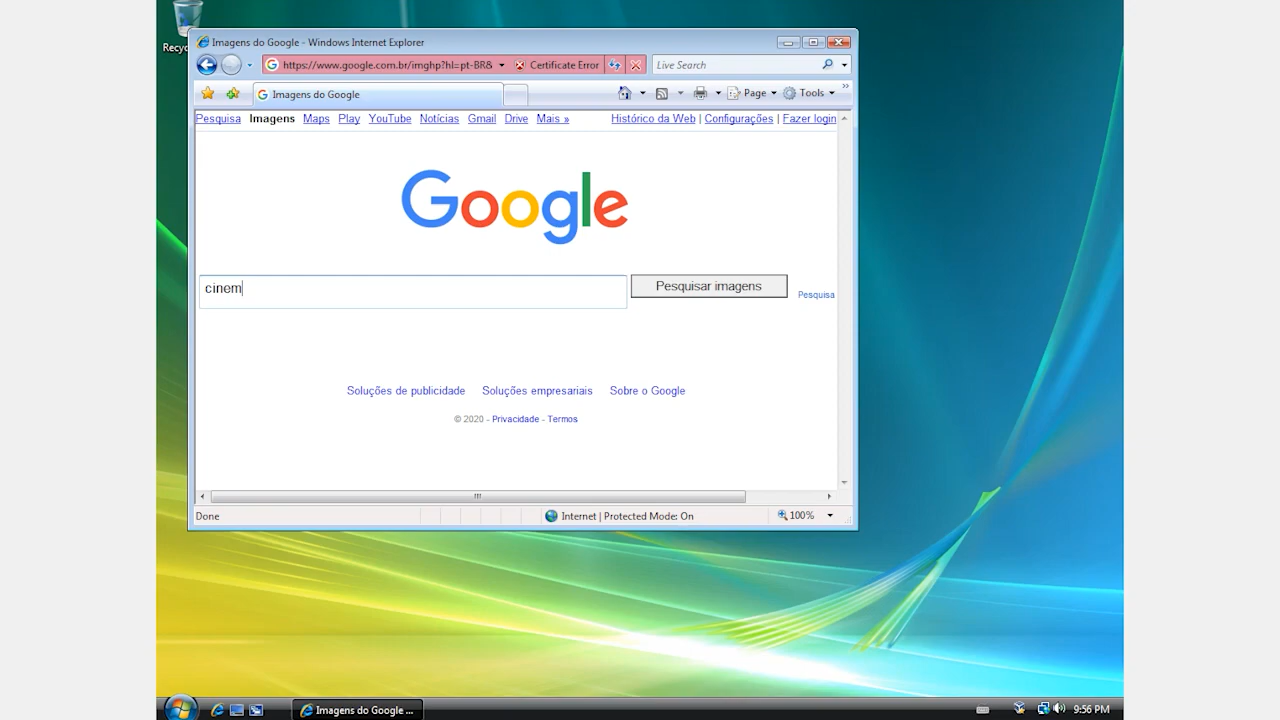 Recyc
Imagens do Google - Windows Internet Explorer
https://www.google.com.br/imghp?hl=pt-BR& Certificate Error Live Search
Imagens do Google Page Tools »
Pesquisa Imagens Maps Play YouTube Notícias Gmail Drive Mais » Histórico da Web | Configurações | Fazer login
Google
cinem Pesquisar imagens Pesquisa
Soluções de publicidade Soluções empresariais Sobre o Google
© 2020 - Privacidade - Termos
Done Internet | Protected Mode: On 100%
Imagens do Google ... 9:56 PM